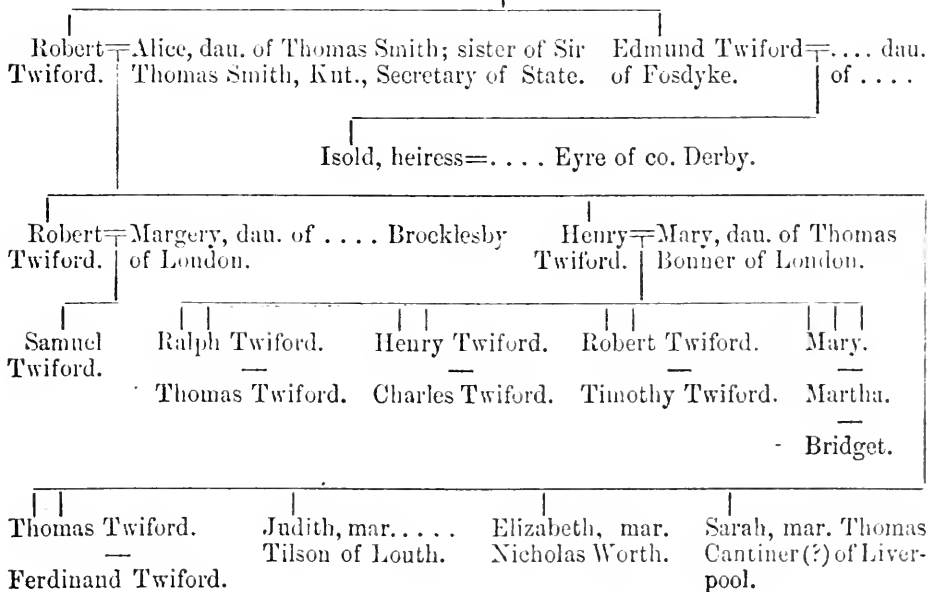 Robert=Alice, dau. of Thomas Smith; sister of Sir Edmund Twiford=.... dau.
Twiford. Thomas Smith, Knt., Secretary of State. of Fosdyke. of ....
Isold, heiress=.... Eyre of co. Derby.
Robert=Margery, dau. of .... Brocklesby Henry=Mary, dau. of Thomas
Twiford. of London. Twiford. Bonner of London.
Samuel Ralph Twiford. Henry Twiford. Robert Twiford. Mary.
Twiford. — — — —
Thomas Twiford. Charles Twiford. Timothy Twiford. Martha.
—
Bridget.
Thomas Twiford. Judith, mar..... Elizabeth, mar. Sarah, mar. Thomas
— Tilson of Louth. Nicholas Worth. Cantiner (?) of Liver-
Ferdinand Twiford. pool.